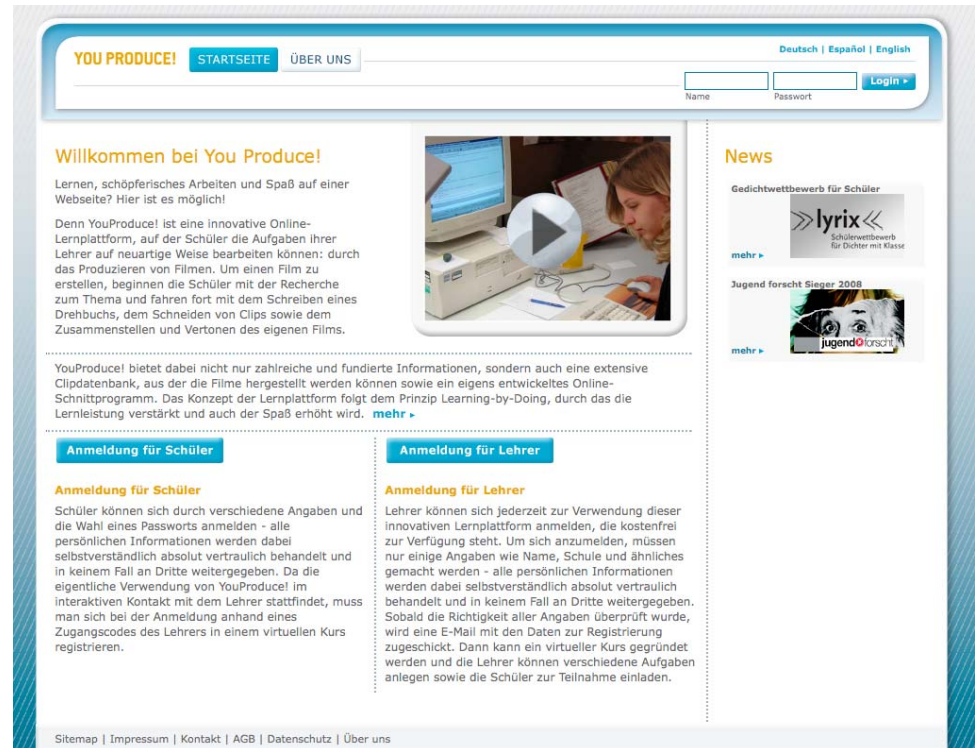 YOU PRODUCE! STARTSEITE ÜBER UNS
Deutsch | Español | English
Name Passwort Login
Willkommen bei You Produce!
Lernen, schöpferisches Arbeiten und Spaß auf einer
Webseite? Hier ist es möglich!
Denn YouProduce! ist eine innovative Online-
Lernplattform, auf der Schüler die Aufgaben ihrer
Lehrer auf neuartige Weise bearbeiten können: durch
das Produzieren von Filmen. Um einen Film zu
erstellen, beginnen die Schüler mit der Recherche
zum Thema und fahren fort mit dem Schreiben eines
Drehbuchs, dem Schneiden von Clips sowie dem
Zusammenstellen und Vertonen des eigenen Films.
YouProduce! bietet dabei nicht nur zahlreiche und fundierte Informationen, sondern auch eine extensive
Clipdatenbank, aus der die Filme hergestellt werden können sowie ein eigens entwickeltes Online-
Schnittprogramm. Das Konzept der Lernplattform folgt dem Prinzip Learning-by-Doing, durch das die
Lernleistung verstärkt und auch der Spaß erhöht wird. mehr
Anmeldung für Schüler
Anmeldung für Schüler
Schüler können sich durch verschiedene Angaben und
die Wahl eines Passworts anmelden - alle
persönlichen Informationen werden dabei
selbstverständlich absolut vertraulich behandelt und
in keinem Fall an Dritte weitergegeben. Da die
eigentliche Verwendung von YouProduce! im
interaktiven Kontakt mit dem Lehrer stattfindet, muss
man sich bei der Anmeldung anhand eines
Zugangscodes des Lehrers in einem virtuellen Kurs
registrieren.
Anmeldung für Lehrer
Anmeldung für Lehrer
Lehrer können sich jederzeit zur Verwendung dieser
innovativen Lernplattform anmelden, die kostenfrei
zur Verfügung steht. Um sich anzumelden, müssen
nur einige Angaben wie Name, Schule und ähnliches
gemacht werden - alle persönlichen Informationen
werden dabei selbstverständlich absolut vertraulich
behandelt und in keinem Fall an Dritte weitergegeben.
Sobald die Richtigkeit aller Angaben überprüft wurde,
wird eine E-Mail mit den Daten zur Registrierung
zugeschickt. Dann kann ein virtueller Kurs gegründet
werden und die Lehrer können verschiedene Aufgaben
anlegen sowie die Schüler zur Teilnahme einladen.
News
Gedichtwettbewerb für Schüler
»lyrix«
Schülerwettbewerb
für Dichter mit Klasse
mehr
Jugend forscht Sieger 2008
jugend forscht
mehr
Sitemap | Impressum | Kontakt | AGB | Datenschutz | Über uns